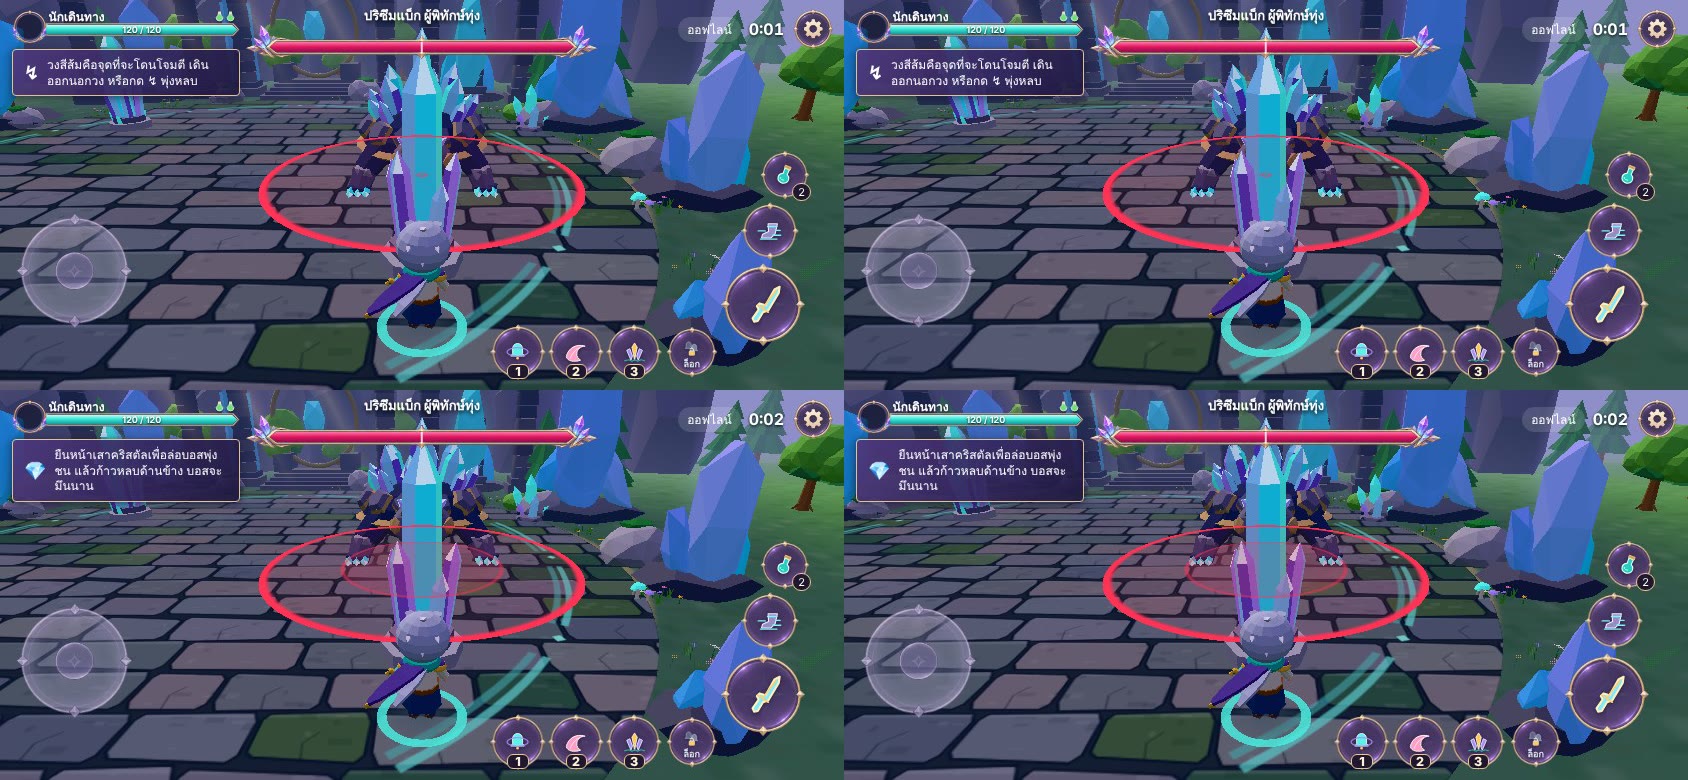 นักเดินทาง
120 / 120
ปริซึมแบ็ก ผู้พิทักษ์ทุ่ง
ออฟไลน์ 0:01
วงสีส้มคือจุดที่จะโดนโจมตี เดิน
ออกนอกวง หรือกด ↯ พุ่งหลบ
2
1
2
3
ล็อก
นักเดินทาง
120 / 120
ปริซึมแบ็ก ผู้พิทักษ์ทุ่ง
ออฟไลน์ 0:01
วงสีส้มคือจุดที่จะโดนโจมตี เดิน
ออกนอกวง หรือกด ↯ พุ่งหลบ
2
1
2
3
ล็อก
นักเดินทาง
120 / 120
ปริซึมแบ็ก ผู้พิทักษ์ทุ่ง
ออฟไลน์ 0:02
ยืนหน้าเสาคริสตัลเพื่อล่อบอสพุ่ง
ชน แล้วก้าวหลบด้านข้าง บอสจะ
มึนนาน
2
1
2
3
ล็อก
นักเดินทาง
120 / 120
ปริซึมแบ็ก ผู้พิทักษ์ทุ่ง
ออฟไลน์ 0:02
ยืนหน้าเสาคริสตัลเพื่อล่อบอสพุ่ง
ชน แล้วก้าวหลบด้านข้าง บอสจะ
มึนนาน
2
1
2
3
ล็อก